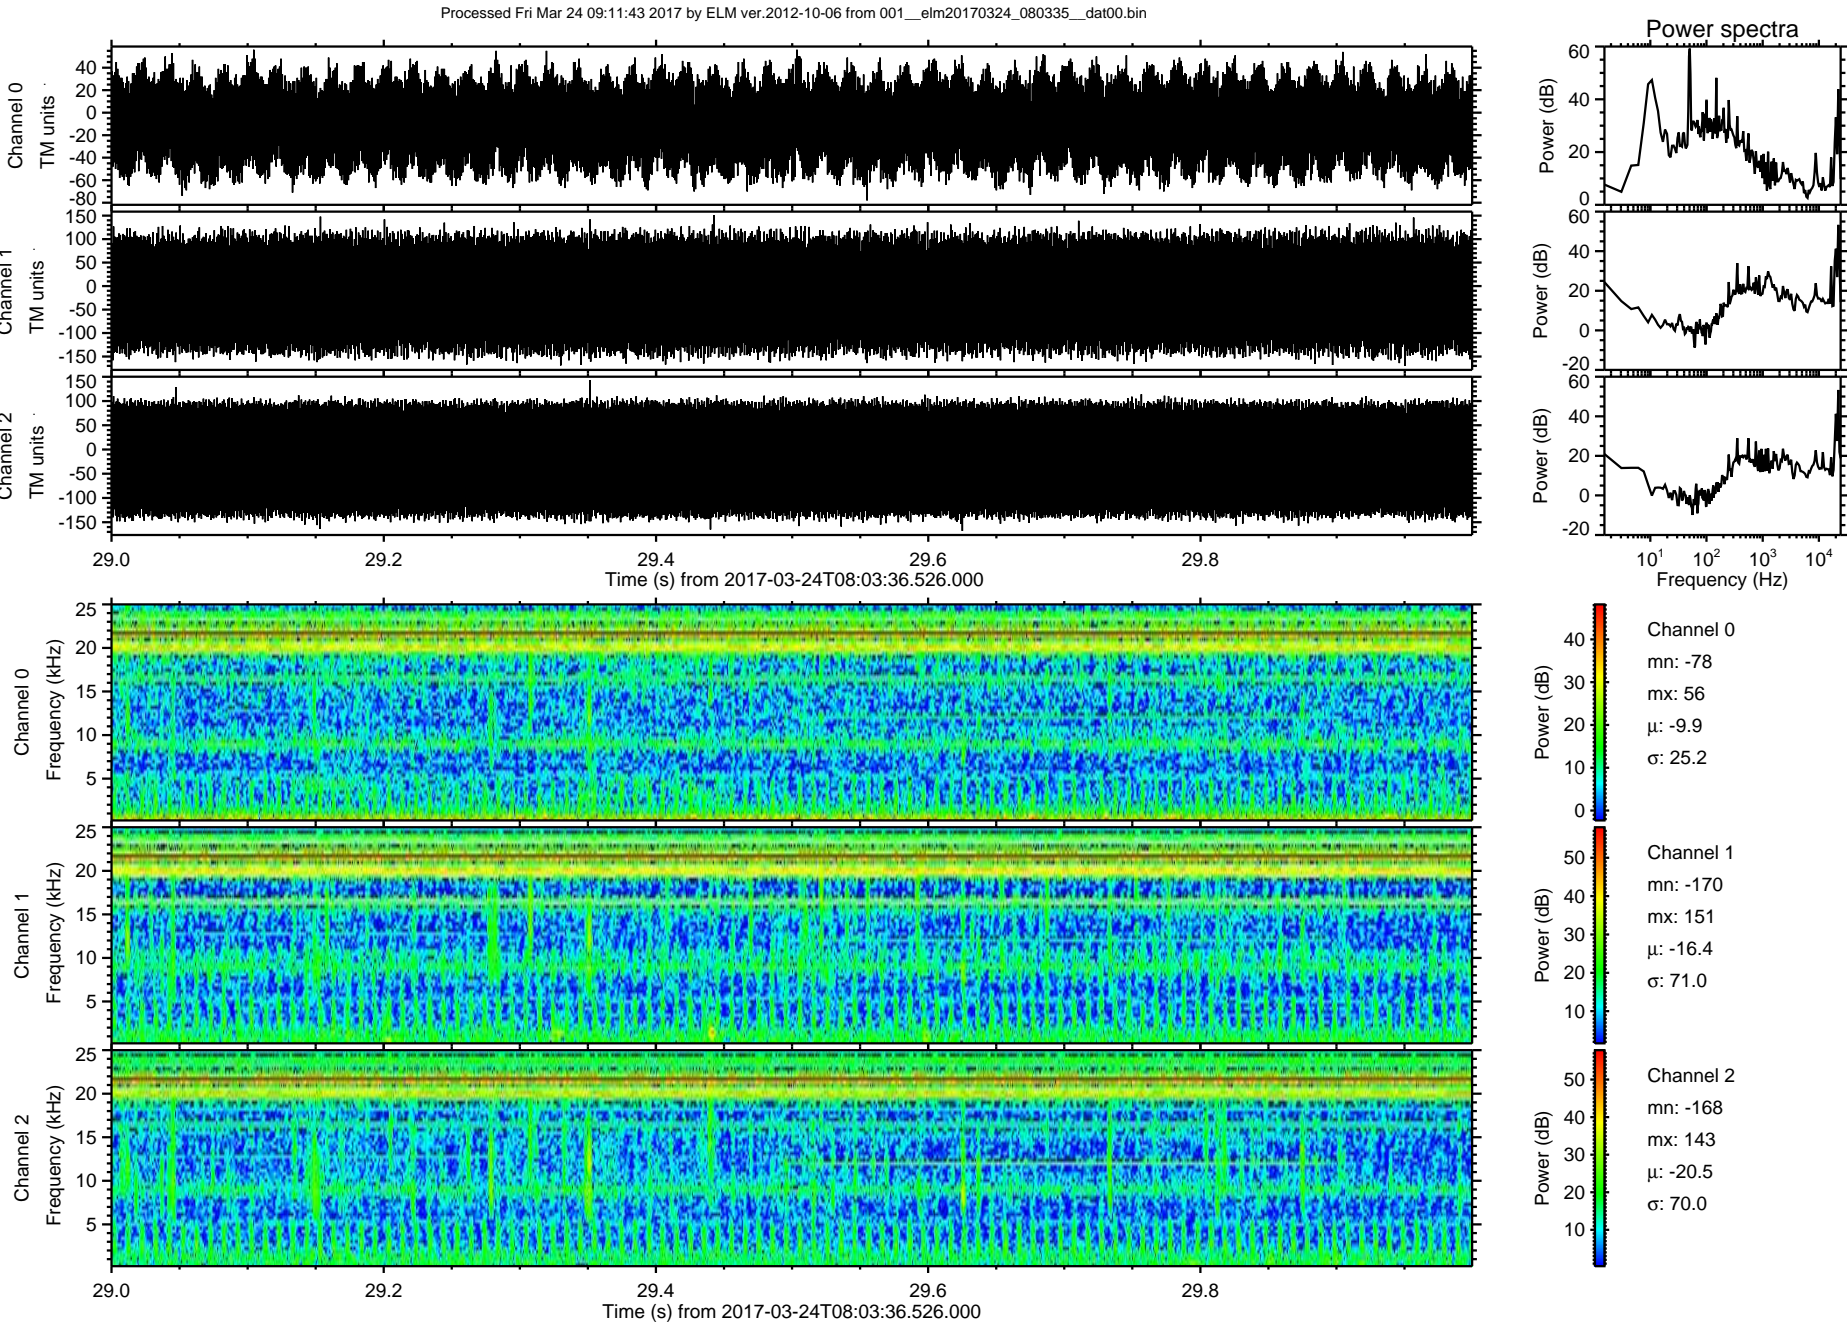 Processed Fri Mar 24 09:11:43 2017 by ELM ver.2012-10-06 from 001__elm20170324_080335__dat00.bin
Power spectra
Channel 0
TM units
40
20
0
-20
-40
-60
-80
Power (dB)
60
40
20
0
Channel 1
TM units
150
100
50
0
-50
-100
-150
Power (dB)
60
40
20
0
-20
Channel 2
TM units
150
100
50
0
-50
-100
-150
Power (dB)
60
40
20
0
-20
29.0 29.2 29.4 29.6 29.8
Time (s) from 2017-03-24T08:03:36.526.000
10^1 10^2 10^3 10^4
Frequency (Hz)
Channel 0
Frequency (kHz)
25
20
15
10
5
Power (dB)
40
30
20
10
0
Channel 0
mn: -78
mx: 56
μ: -9.9
σ: 25.2
Channel 1
Frequency (kHz)
25
20
15
10
5
Power (dB)
50
40
30
20
10
Channel 1
mn: -170
mx: 151
μ: -16.4
σ: 71.0
Channel 2
Frequency (kHz)
25
20
15
10
5
Power (dB)
50
40
30
20
10
Channel 2
mn: -168
mx: 143
μ: -20.5
σ: 70.0
29.0 29.2 29.4 29.6 29.8
Time (s) from 2017-03-24T08:03:36.526.000